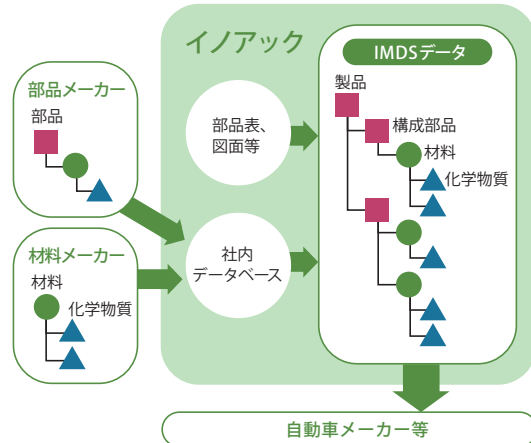 イノアック
部品メーカー
部品
材料メーカー
材料
化学物質
部品表、
図面等
社内
データベース
IMDSデータ
製品
構成部品
材料
化学物質
自動車メーカー等